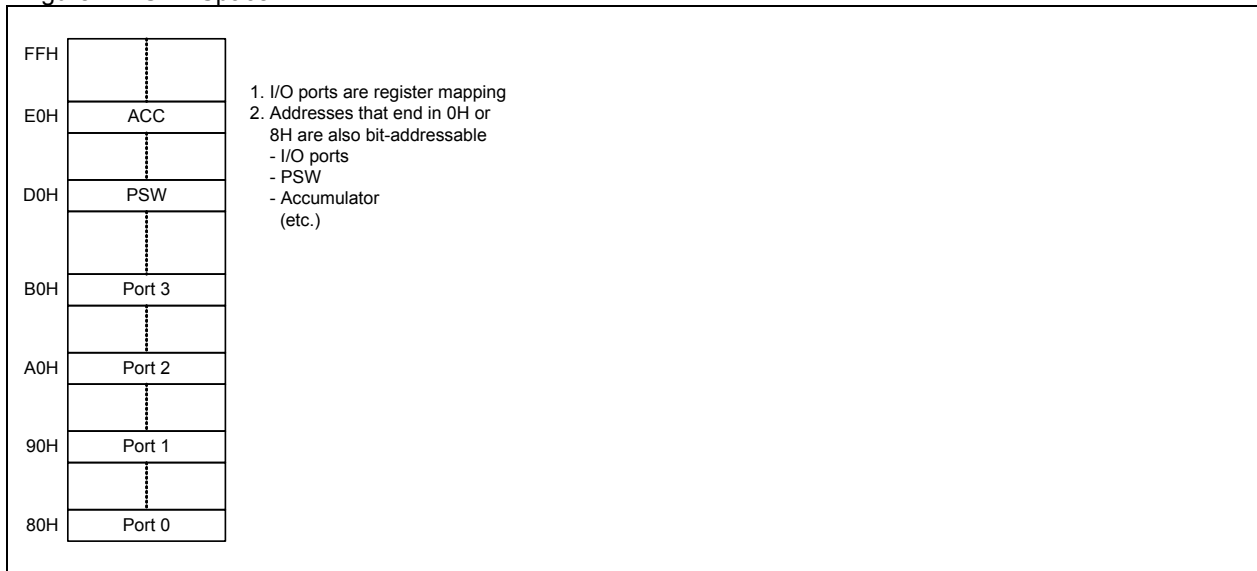 FFH
E0H ACC
D0H PSW
B0H Port 3
A0H Port 2
90H Port 1
80H Port 0
1. I/O ports are register mapping
2. Addresses that end in 0H or
8H are also bit-addressable
- I/O ports
- PSW
- Accumulator
(etc.)